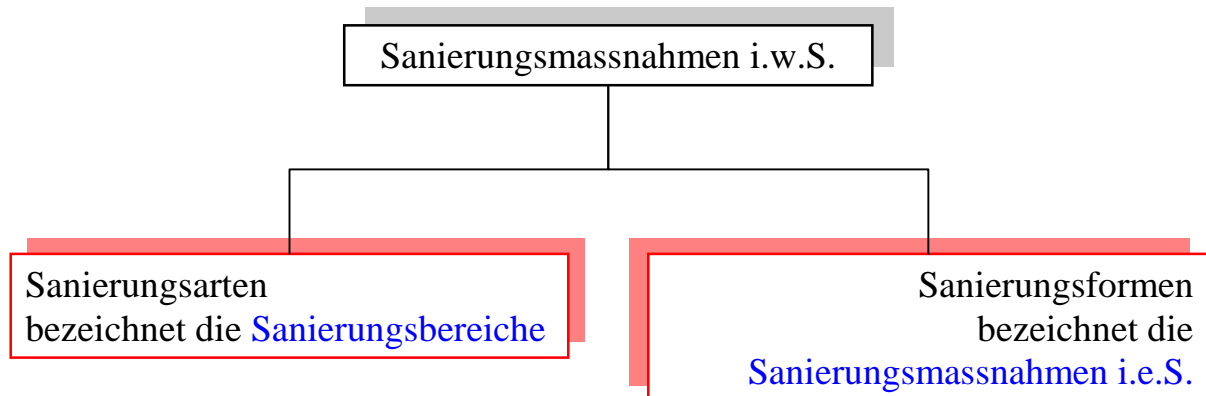 Sanierungsmassnahmen i.w.S.
Sanierungsarten
bezeichnet die Sanierungsbereiche
Sanierungsformen
bezeichnet die
Sanierungsmassnahmen i.e.S.